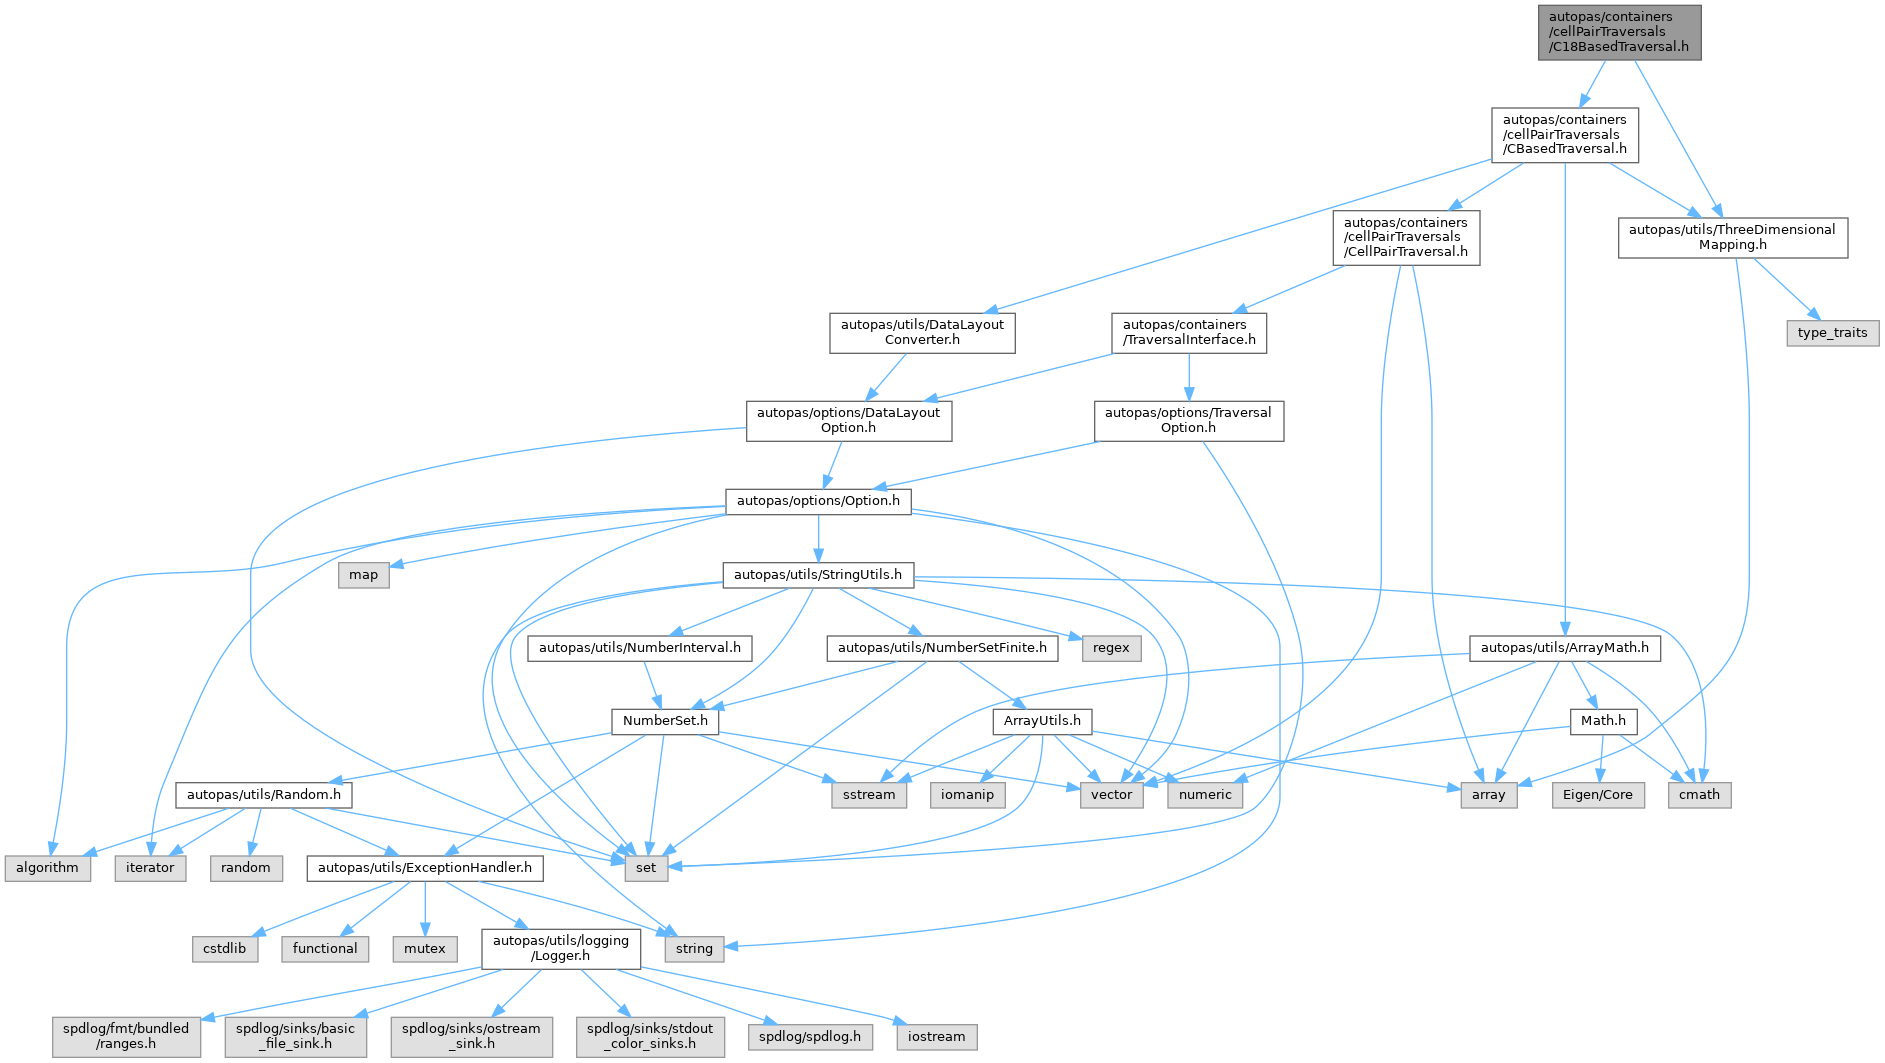 autopas/containers
/cellPairTraversals
/C18BasedTraversal.h
autopas/containers
/cellPairTraversals
/CBasedTraversal.h
autopas/containers
/cellPairTraversals
/CellPairTraversal.h
autopas/utils/ThreeDimensional
Mapping.h
autopas/utils/DataLayout
Converter.h
autopas/containers
/TraversalInterface.h
type_traits
autopas/options/DataLayout
Option.h
autopas/options/Traversal
Option.h
autopas/options/Option.h
map
autopas/utils/StringUtils.h
autopas/utils/NumberInterval.h
autopas/utils/NumberSetFinite.h
regex
autopas/utils/ArrayMath.h
NumberSet.h
ArrayUtils.h
Math.h
autopas/utils/Random.h
sstream
iomanip
vector
numeric
array
Eigen/Core
cmath
algorithm
iterator
random
autopas/utils/ExceptionHandler.h
set
cstdlib
functional
mutex
autopas/utils/logging
/Logger.h
string
spdlog/fmt/bundled
/ranges.h
spdlog/sinks/basic
_file_sink.h
spdlog/sinks/ostream
_sink.h
spdlog/sinks/stdout
_color_sinks.h
spdlog/spdlog.h
iostream